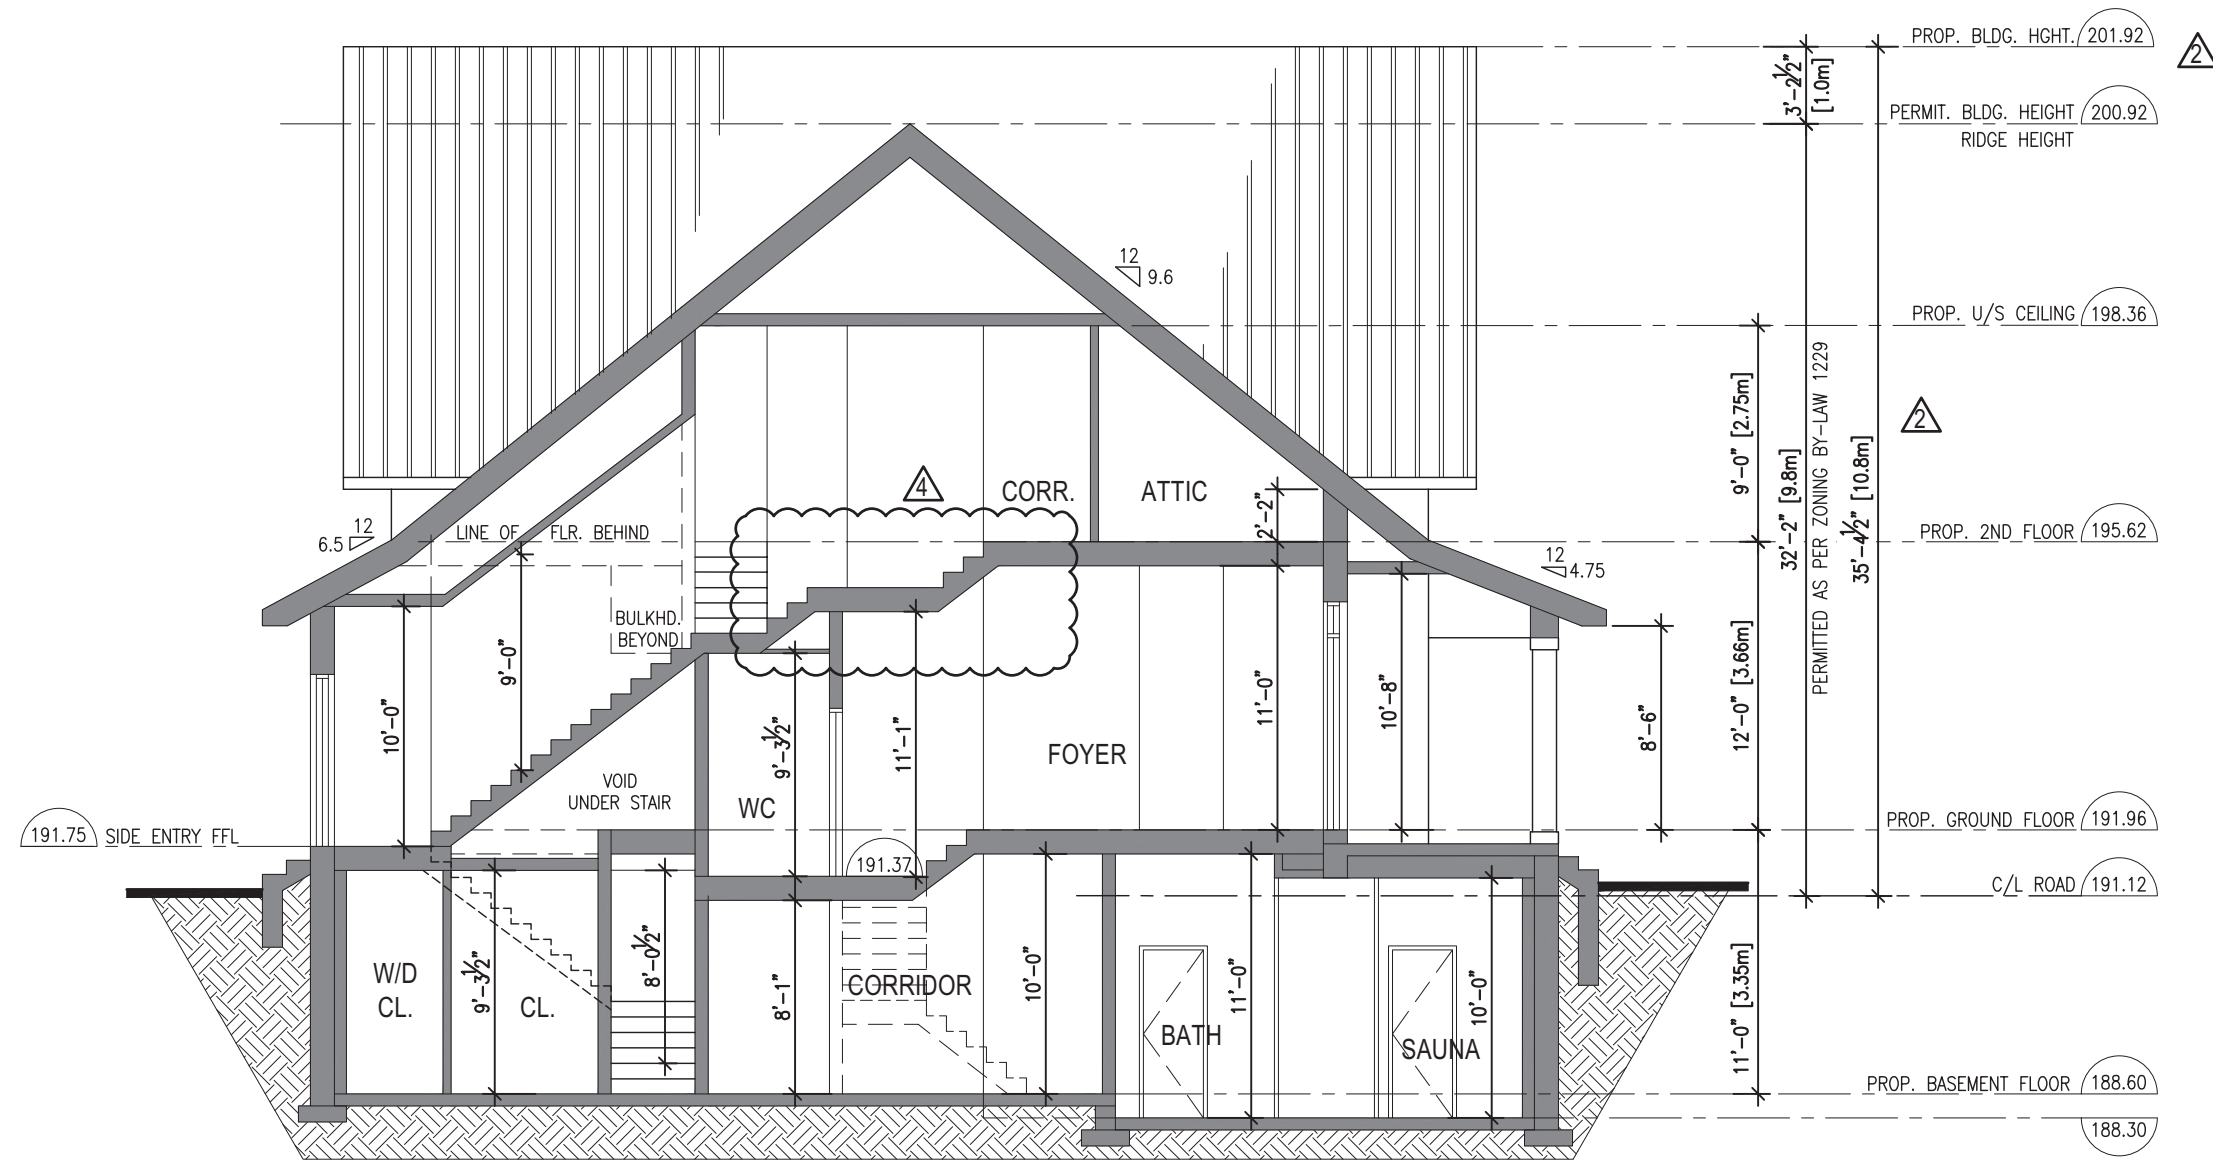 PROP. BLDG. HGHT. 201.92
2
3'-2½"
[1.0m]
PERMIT. BLDG. HEIGHT 200.92
RIDGE HEIGHT
12
9.6
PROP. U/S CEILING 198.36
9'-0" [2.75m]
32'-2" [9.8m]
PERMITTED AS PER ZONING BY-LAW 1229
35'-4½" [10.8m]
2
4
CORR.
ATTIC
2'-2"
12
6.5
LINE OF FLR. BEHIND
PROP. 2ND FLOOR 195.62
12
4.75
BULKHD.
BEYOND
10'-0"
9'-0"
9'-3½"
11'-1"
11'-0"
10'-8"
8'-6"
12'-0" [3.66m]
FOYER
VOID
UNDER STAIR
WC
191.75 SIDE ENTRY FFL
PROP. GROUND FLOOR 191.96
191.37
C/L ROAD 191.12
W/D
CL.
9'-3½"
CL.
8'-0½"
8'-1"
CORRIDOR
10'-0"
11'-0"
BATH
10'-0"
SAUNA
11'-0" [3.35m]
PROP. BASEMENT FLOOR 188.60
188.30